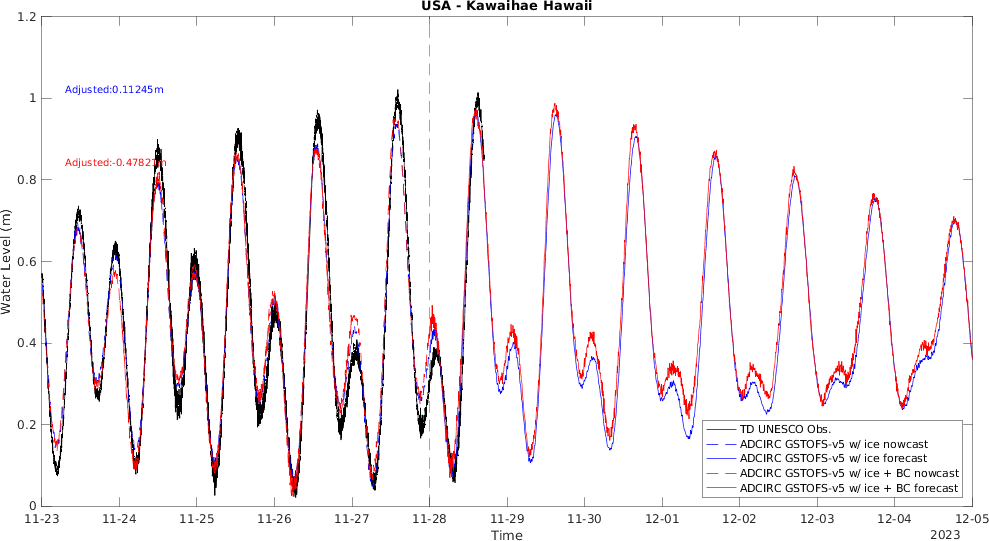 USA - Kawaihae Hawaii
1.2
1
0.8
0.6
0.4
0.2
0
Water Level (m)
Adjusted:0.11245m
Adjusted:-0.47821m
TD UNESCO Obs.
ADCIRC GSTOFS-v5 w/ ice nowcast
ADCIRC GSTOFS-v5 w/ ice forecast
ADCIRC GSTOFS-v5 w/ ice + BC nowcast
ADCIRC GSTOFS-v5 w/ ice + BC forecast
11-23 11-24 11-25 11-26 11-27 11-28 11-29 11-30 12-01 12-02 12-03 12-04 12-05
Time
2023